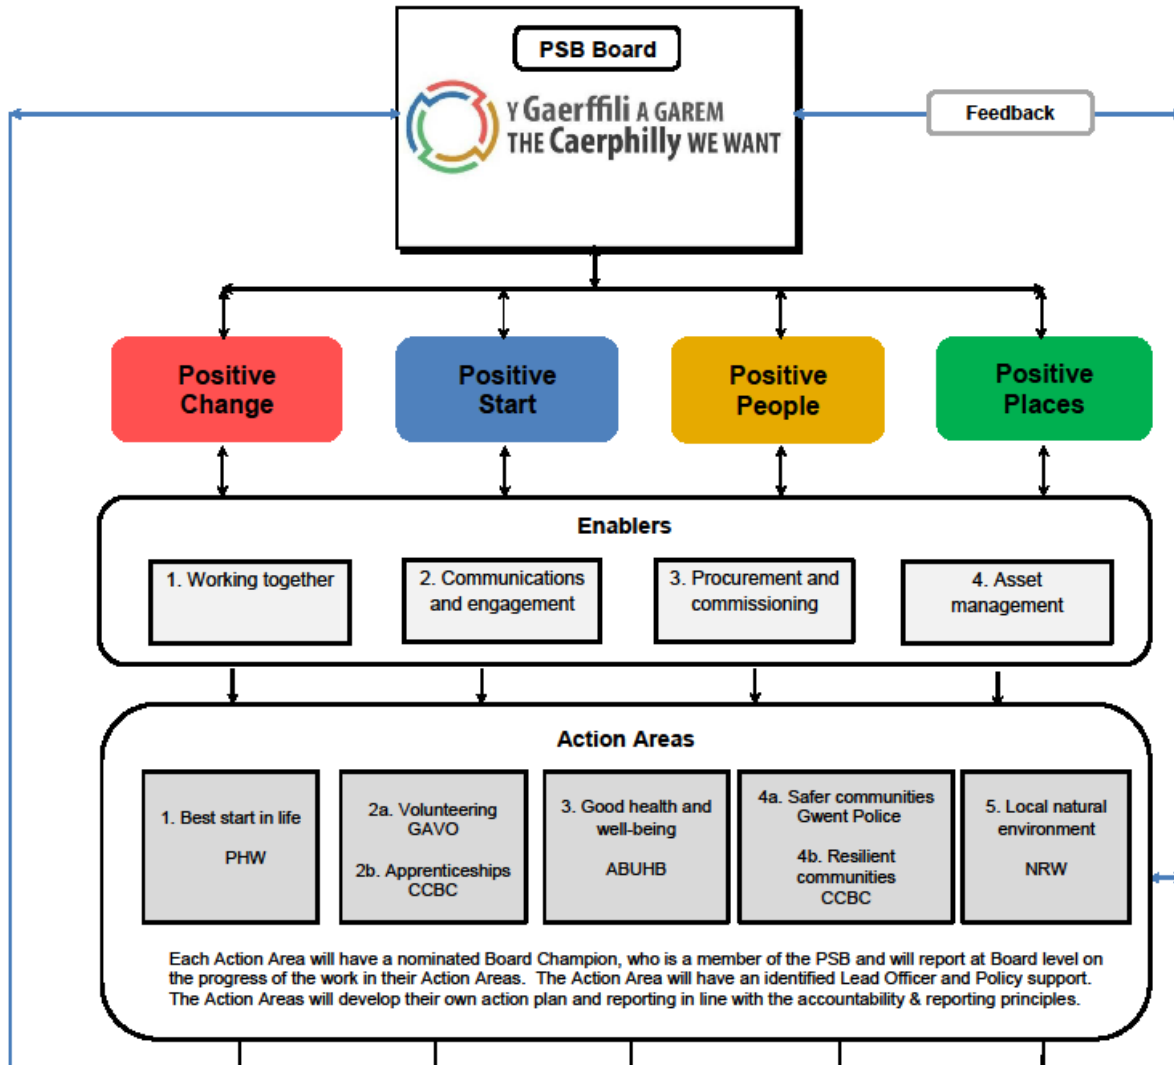 PSB Board
Y Gaerffili A GAREM
THE Caerphilly WE WANT
Feedback
Positive
Change
Positive
Start
Positive
People
Positive
Places
Enablers
1. Working together
2. Communications
and engagement
3. Procurement and
commissioning
4. Asset
management
Action Areas
1. Best start in life
PHW
2a. Volunteering
GAVO
2b. Apprenticeships
CCBC
3. Good health and
well-being
ABUHB
4a. Safer communities
Gwent Police
4b. Resilient
communities
CCBC
5. Local natural
environment
NRW
Each Action Area will have a nominated Board Champion, who is a member of the PSB and will report at Board level on
the progress of the work in their Action Areas.  The Action Area will have an identified Lead Officer and Policy support.
The Action Areas will develop their own action plan and reporting in line with the accountability & reporting principles.